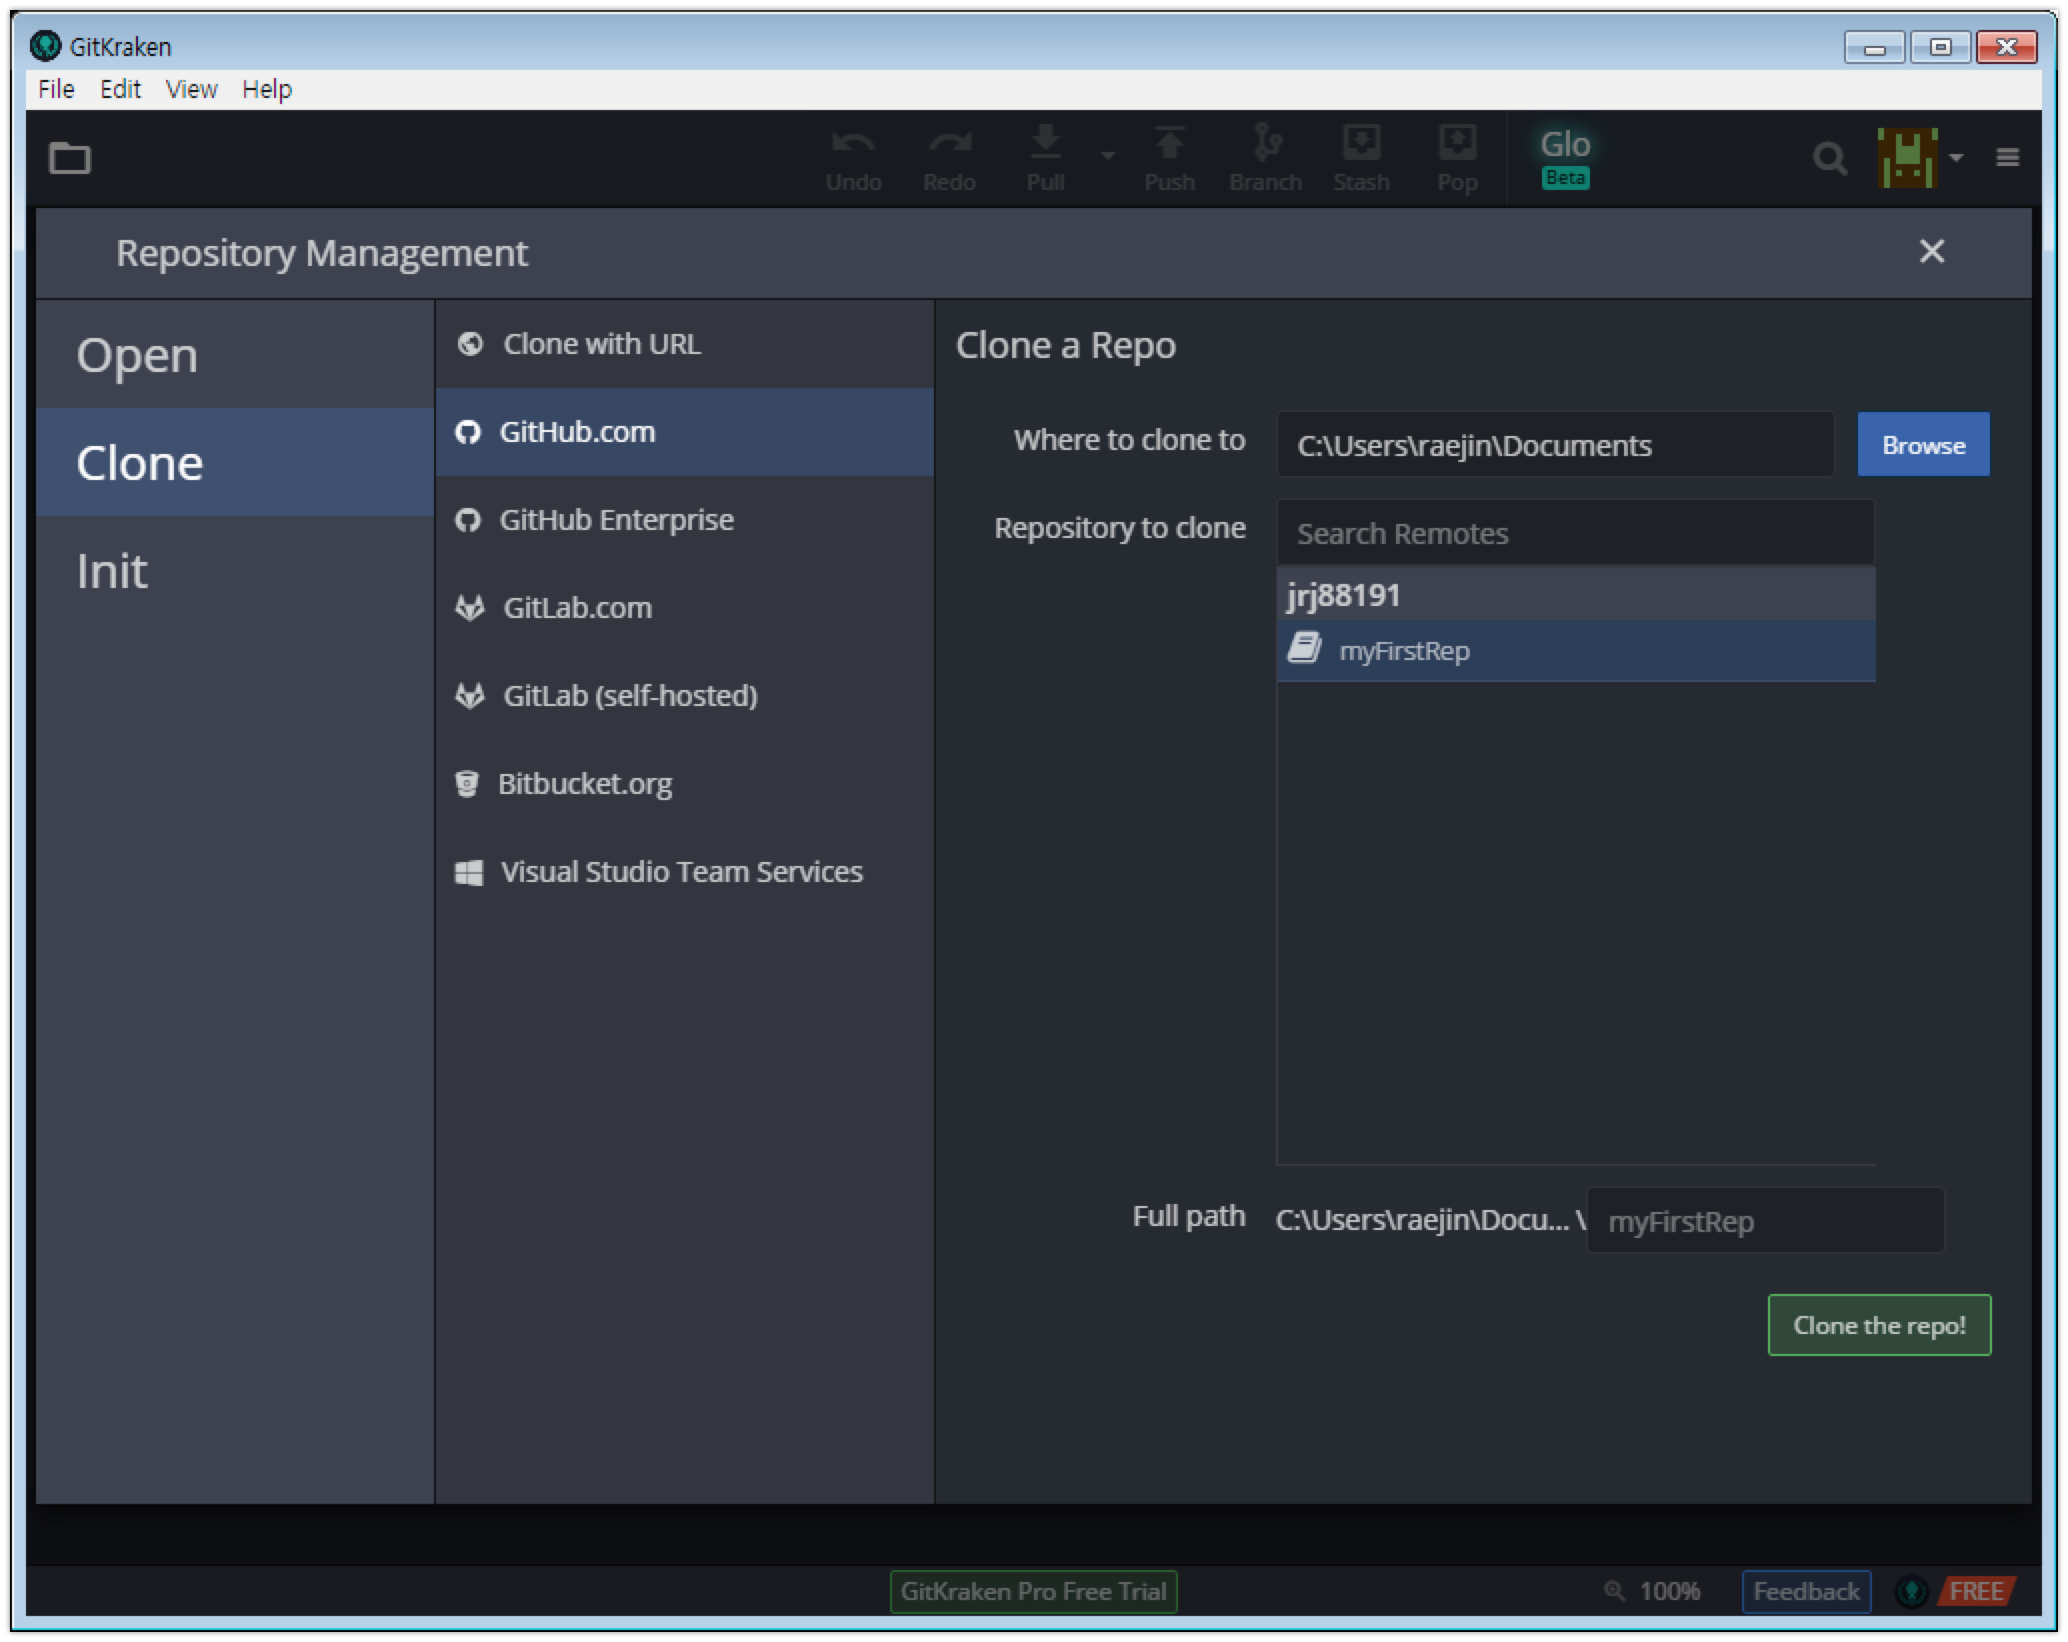 GitKraken
File Edit View Help
Undo Redo Pull Push Branch Stash Pop Glo
Beta
Repository Management
Open
Clone
Init
Clone with URL
GitHub.com
GitHub Enterprise
GitLab.com
GitLab (self-hosted)
Bitbucket.org
Visual Studio Team Services
Clone a Repo
Where to clone to C:\Users\raejin\Documents Browse
Repository to clone Search Remotes
jrj88191
myFirstRep
Full path C:\Users\raejin\Docu... \ myFirstRep
Clone the repo!
GitKraken Pro Free Trial 100% Feedback FREE